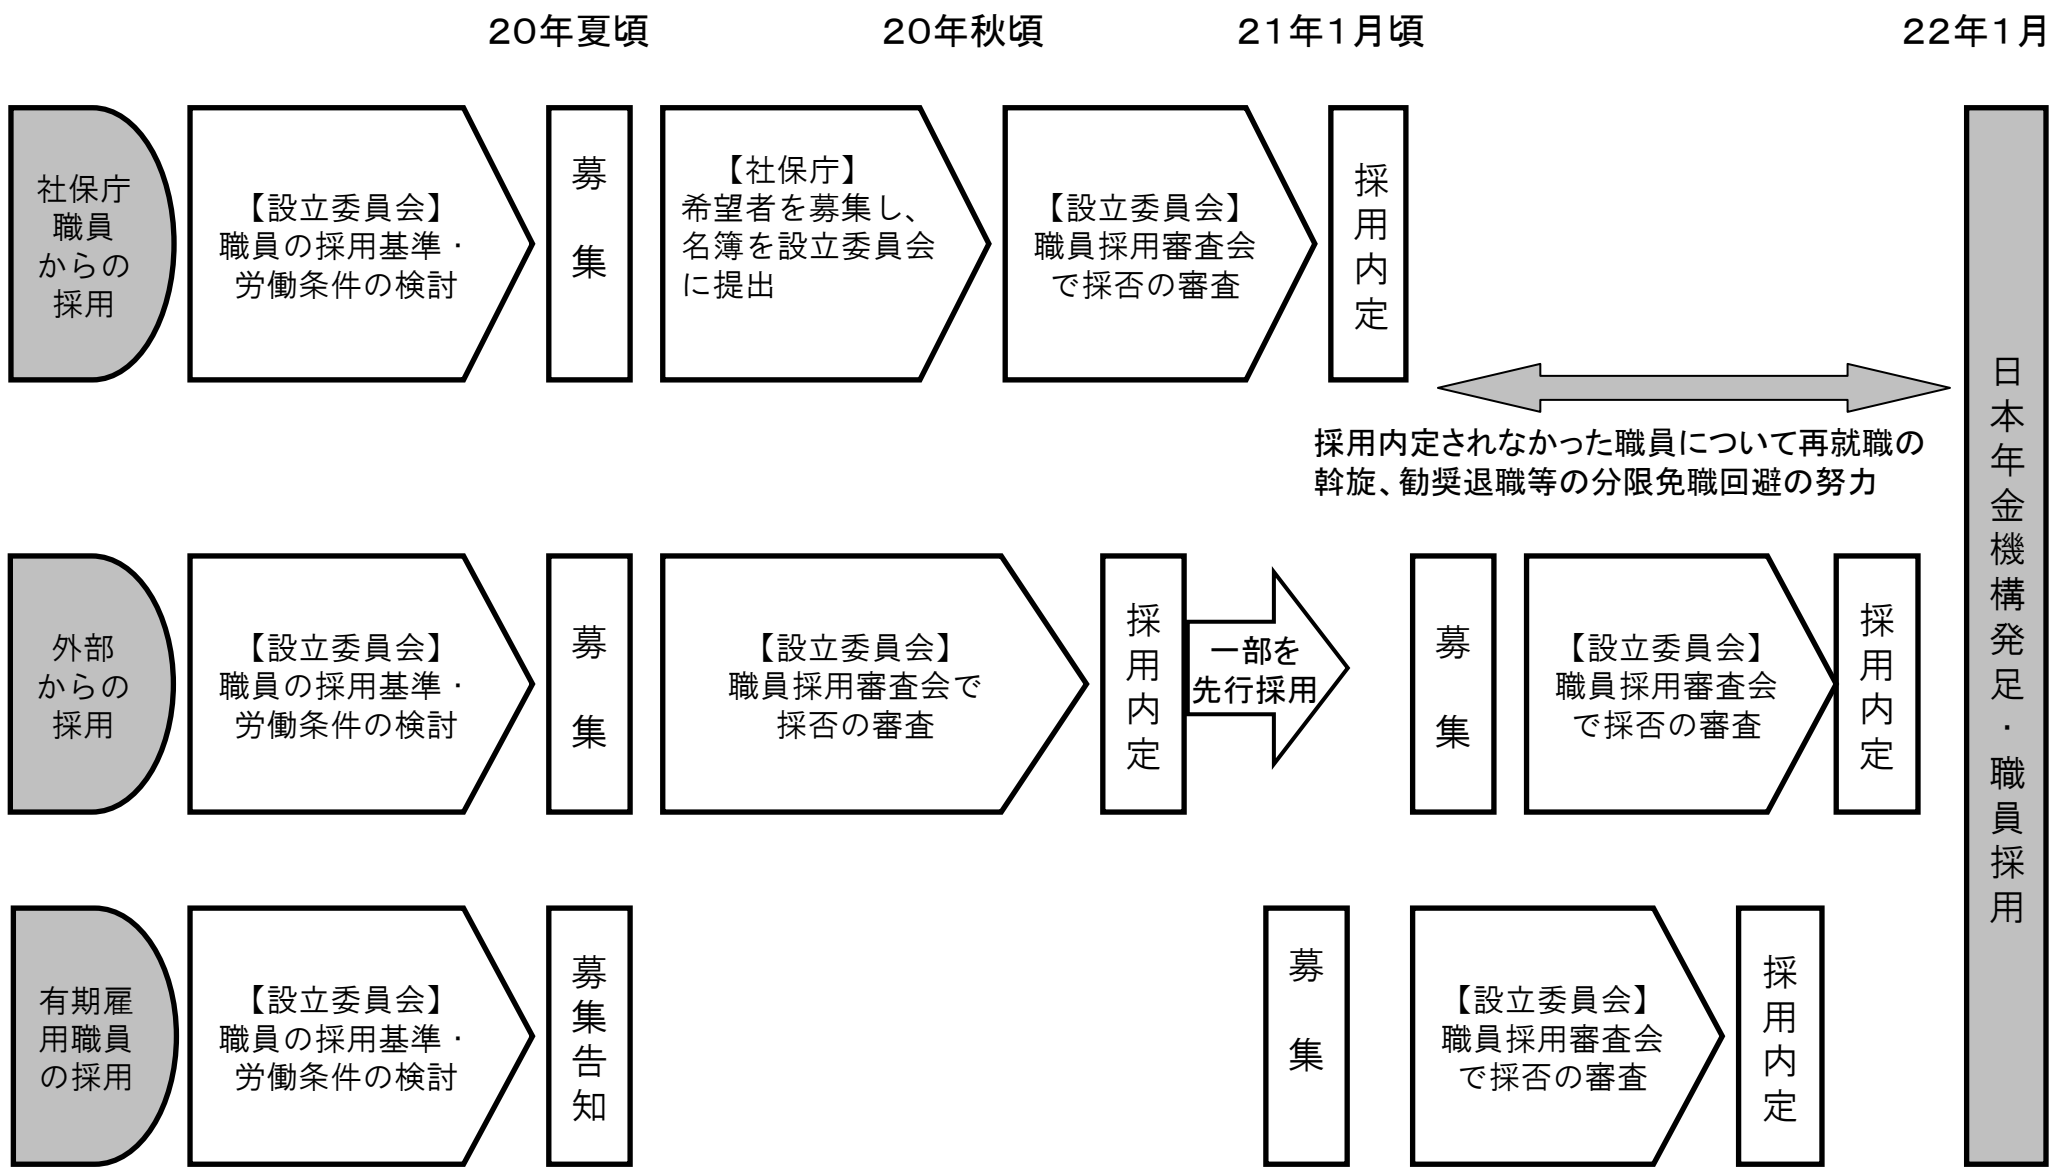 20年夏頃
20年秋頃
21年1月頃
22年1月
社保庁
職員
からの
採用
【設立委員会】
職員の採用基準・
労働条件の検討
募集
【社保庁】
希望者を募集し、
名簿を設立委員会
に提出
【設立委員会】
職員採用審査会
で採否の審査
採用内定
採用内定されなかった職員について再就職の
斡旋、勧奨退職等の分限免職回避の努力
外部
からの
採用
【設立委員会】
職員の採用基準・
労働条件の検討
募集
【設立委員会】
職員採用審査会で
採否の審査
採用内定
一部を
先行採用
募集
【設立委員会】
職員採用審査会
で採否の審査
採用内定
有期雇
用職員
の採用
【設立委員会】
職員の採用基準・
労働条件の検討
募集告知
募集
【設立委員会】
職員採用審査会
で採否の審査
採用内定
日本年金機構発足・職員採用